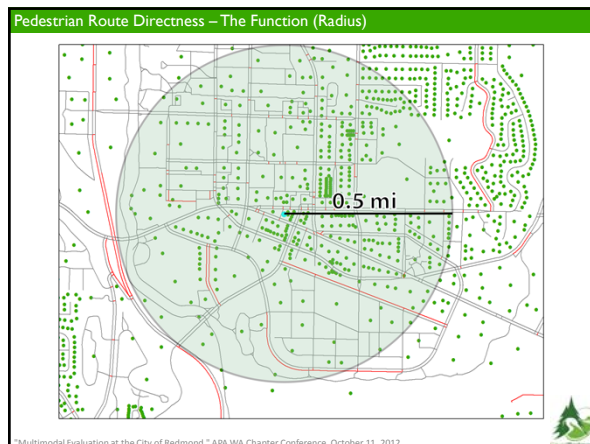 Pedestrian Route Directness – The Function (Radius)
0.5 mi
"Multimodal Evaluation at the City of Redmond," APA WA Chapter Conference, October 11, 2012